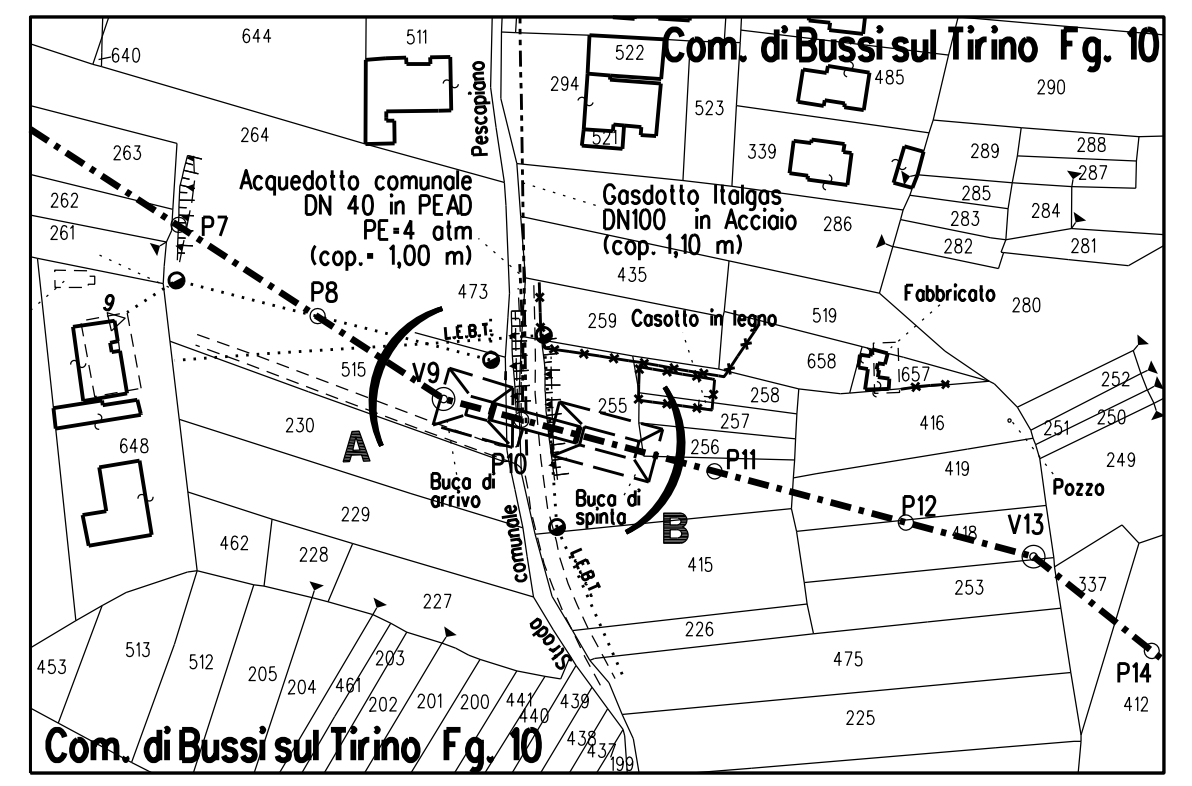 644
511
522
Com. di Bussi sul Tirino Fg. 10
640
294
485
290
523
Pescapiano
264
521
263
339
289
288
287
Acquedotto comunale
DN 40 in PEAD
PE=4 atm
(cop.= 1,00 m)
Gasdotto Italgas
DN100 in Acciaio
(cop. 1,10 m)
262
285
284
P7
286
283
261
282
281
435
P8
473
Fabbricato
280
9
L.E.B.T.
259
Casotto in legno
519
515
V9
658
657
252
258
255
257
250
230
416
251
A
256
648
P10
P11
419
249
Buca di
arrivo
Buca di
spinta
Pozzo
229
B
P12
V13
418
462
228
comunale
L.E.B.T.
415
253
337
227
226
Strada
513
512
203
475
453
205
204
461
P14
202
201
200
441
439
412
440
225
Com. di Bussi sul Tirino Fg. 10
438
437
199